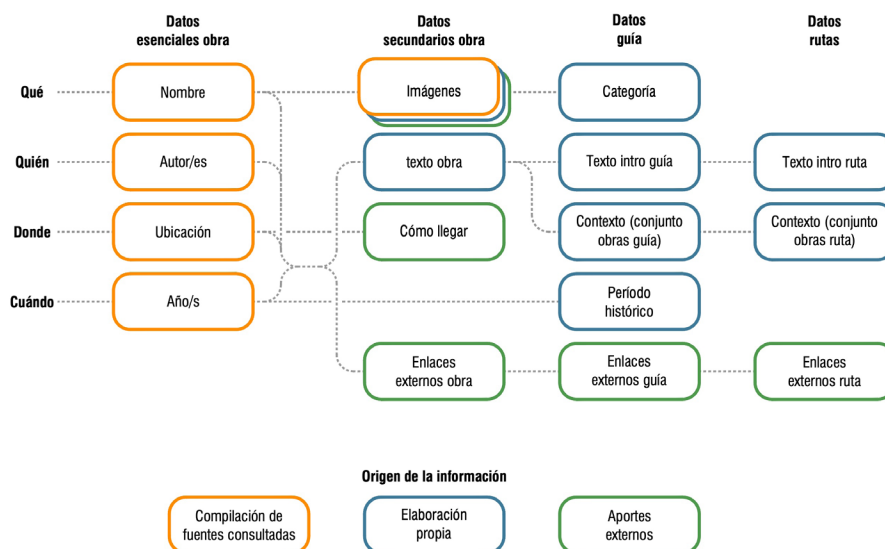 Datos
esenciales obra
Datos
secundarios obra
Datos
guía
Datos
rutas
Qué
Nombre
Imágenes
Categoría
Quién
Autor/es
texto obra
Texto intro guía
Texto intro ruta
Donde
Ubicación
Cómo llegar
Contexto (conjunto
obras guía)
Contexto (conjunto
obras ruta)
Cuándo
Año/s
Período
histórico
Enlaces
externos obra
Enlaces
externos guía
Enlaces
externos ruta
Origen de la información
Compilación de
fuentes consultadas
Elaboración
propia
Aportes
externos